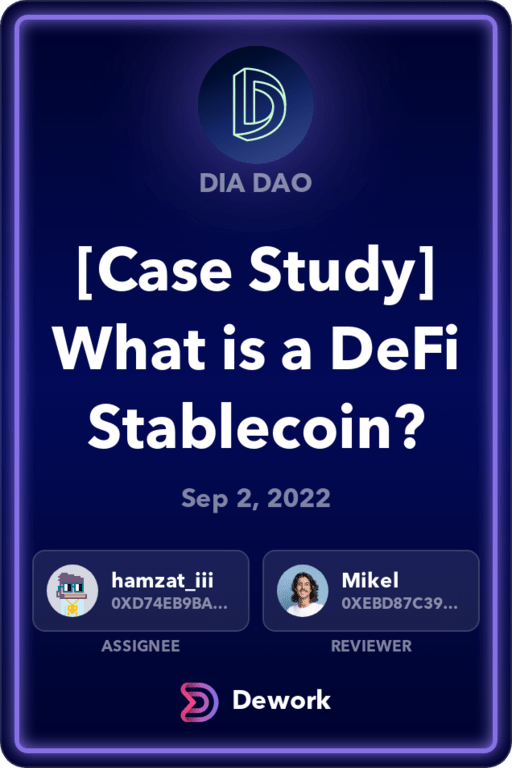 DIA DAO
[Case Study]
What is a DeFi
Stablecoin?
Sep 2, 2022
hamzat_iii
0XD74EB9BA...
ASSIGNEE
Mikel
0XEBD87C39...
REVIEWER
Dework